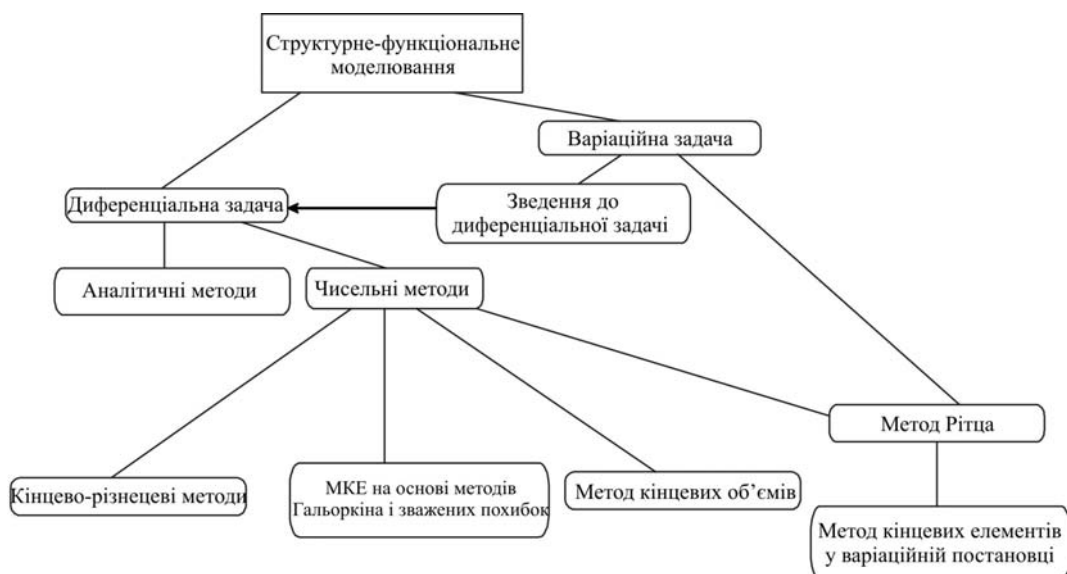 Структурне-функціональне
моделювання
Варіаційна задача
Диференціальна задача
Зведення до
диференціальної задачі
Аналітичні методи
Чисельні методи
Метод Рітца
Кінцево-різнецеві методи
МКЕ на основі методів
Гальоркіна і зважених похибок
Метод кінцевих об’ємів
Метод кінцевих елементів
у варіаційній постановці